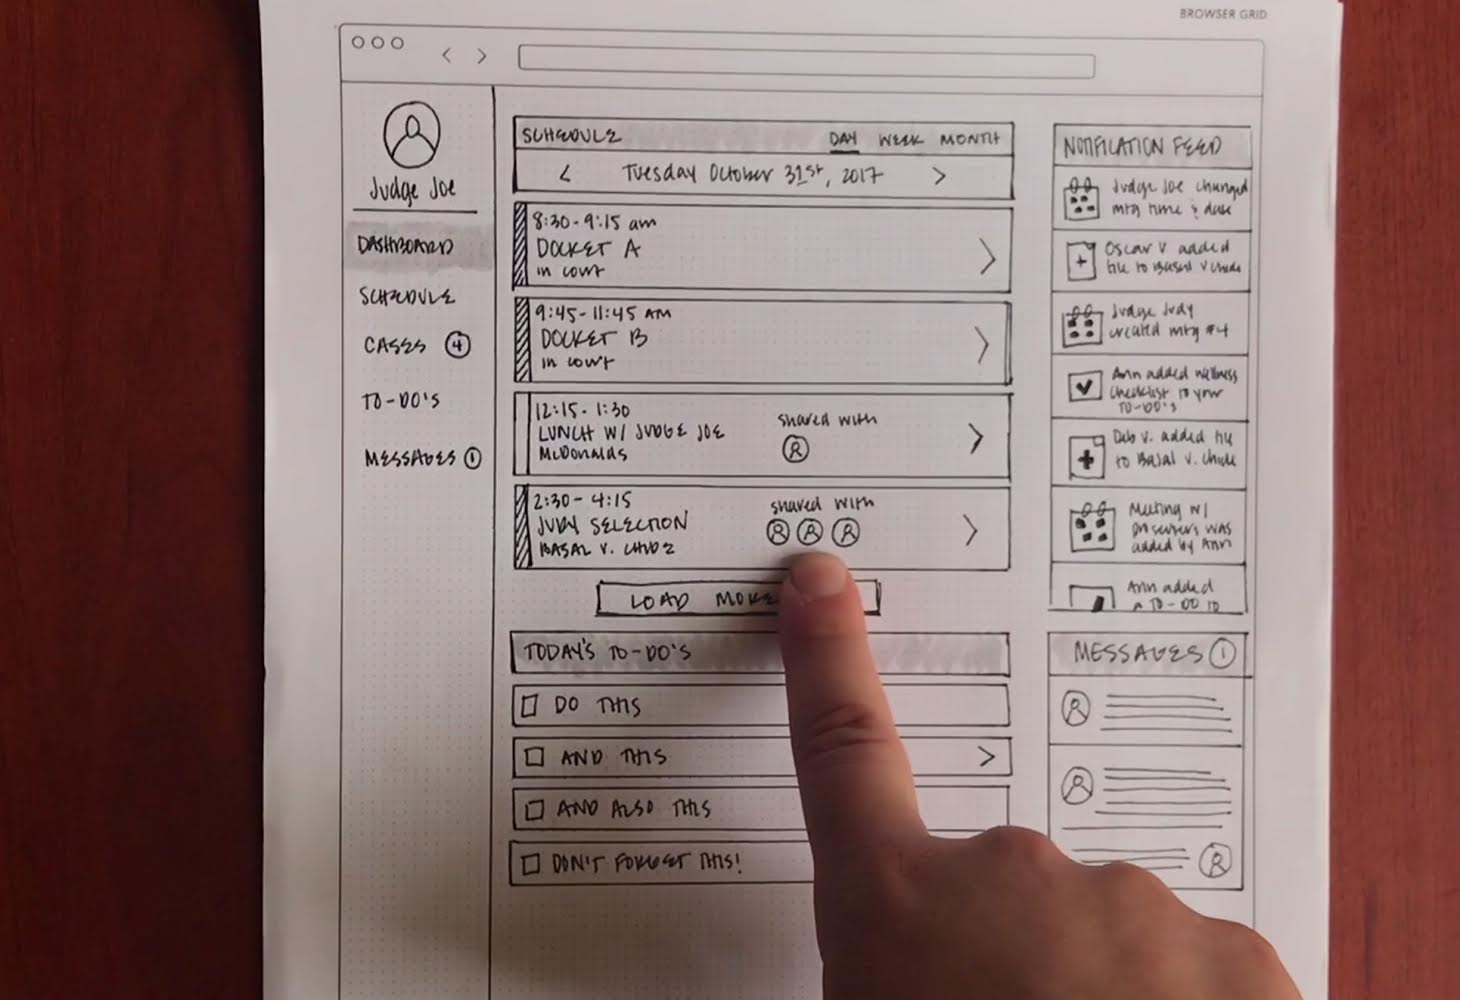 BROWSER GRID
Judge Joe
DASHBOARD
SCHEDULE
CASES 4
TO-DO'S
MESSAGES 1
SCHEDULE DAY WEEK MONTH
< Tuesday October 31st, 2017 >
8:30-9:15 am
DOCKET A
in court
9:45-11:45 AM
DOCKET B
in court
12:15-1:30
LUNCH W/ JUDGE JOE
McDonalds
shared with
2:30-4:15
JURY SELECTION
BASAL V. CHIDE
shared with
LOAD MORE
TODAY'S TO-DO'S
DO THIS
AND THIS
AND ALSO THIS
DON'T FORGET THIS!
NOTIFICATION FEED
Judge Joe changed
mtg time & date
Oscar V. added
file to Basal v Chide
Judge Judy
created mtg #4
Ann added wellness
checklist to your
TO-DO'S
Deb V. added file
to Basal v. Chide
Meeting w/
was
added by Ann
Ann added
a TO-DO to
MESSAGES 1